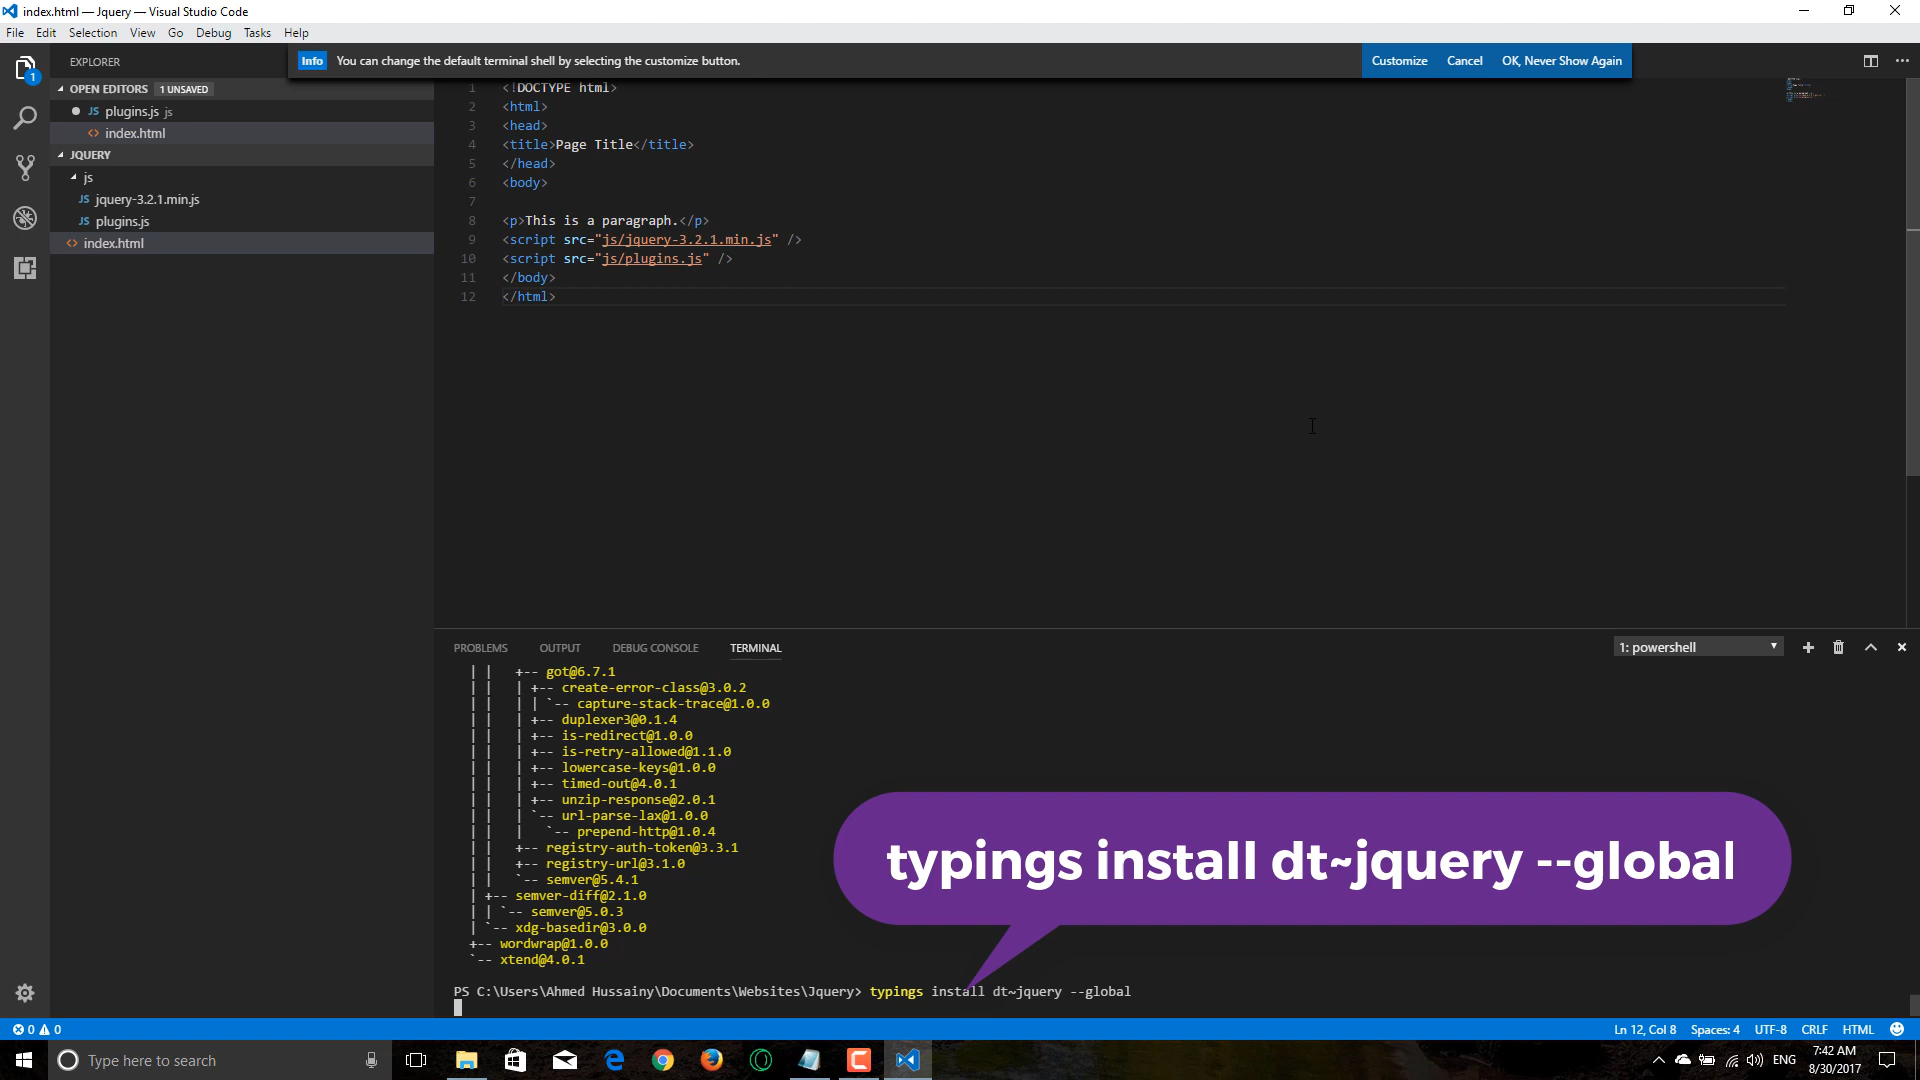 index.html — Jquery — Visual Studio Code
File Edit Selection View Go Debug Tasks Help
EXPLORER
Info You can change the default terminal shell by selecting the customize button. Customize Cancel OK, Never Show Again
1
OPEN EDITORS 1 UNSAVED
JS plugins.js js
<> index.html
JQUERY
js
JS jquery-3.2.1.min.js
JS plugins.js
<> index.html
1 <!DOCTYPE html>
2 <html>
3 <head>
4 <title>Page Title</title>
5 </head>
6 <body>
7
8 <p>This is a paragraph.</p>
9 <script src="js/jquery-3.2.1.min.js" />
10 <script src="js/plugins.js" />
11 </body>
12 </html>
PROBLEMS OUTPUT DEBUG CONSOLE TERMINAL 1: powershell
| | +-- got@6.7.1
| | | +-- create-error-class@3.0.2
| | | | `-- capture-stack-trace@1.0.0
| | | +-- duplexer3@0.1.4
| | | +-- is-redirect@1.0.0
| | | +-- is-retry-allowed@1.1.0
| | | +-- lowercase-keys@1.0.0
| | | +-- timed-out@4.0.1
| | | +-- unzip-response@2.0.1
| | | `-- url-parse-lax@1.0.0
| | |   `-- prepend-http@1.0.4
| | +-- registry-auth-token@3.3.1
| | +-- registry-url@3.1.0
| | `-- semver@5.4.1
| +-- semver-diff@2.1.0
| | `-- semver@5.0.3
| `-- xdg-basedir@3.0.0
+-- wordwrap@1.0.0
`-- xtend@4.0.1
typings install dt~jquery --global
PS C:\Users\Ahmed Hussainy\Documents\Websites\Jquery> typings install dt~jquery --global
0 0 Ln 12, Col 8 Spaces: 4 UTF-8 CRLF HTML
Type here to search ENG 7:42 AM
8/30/2017